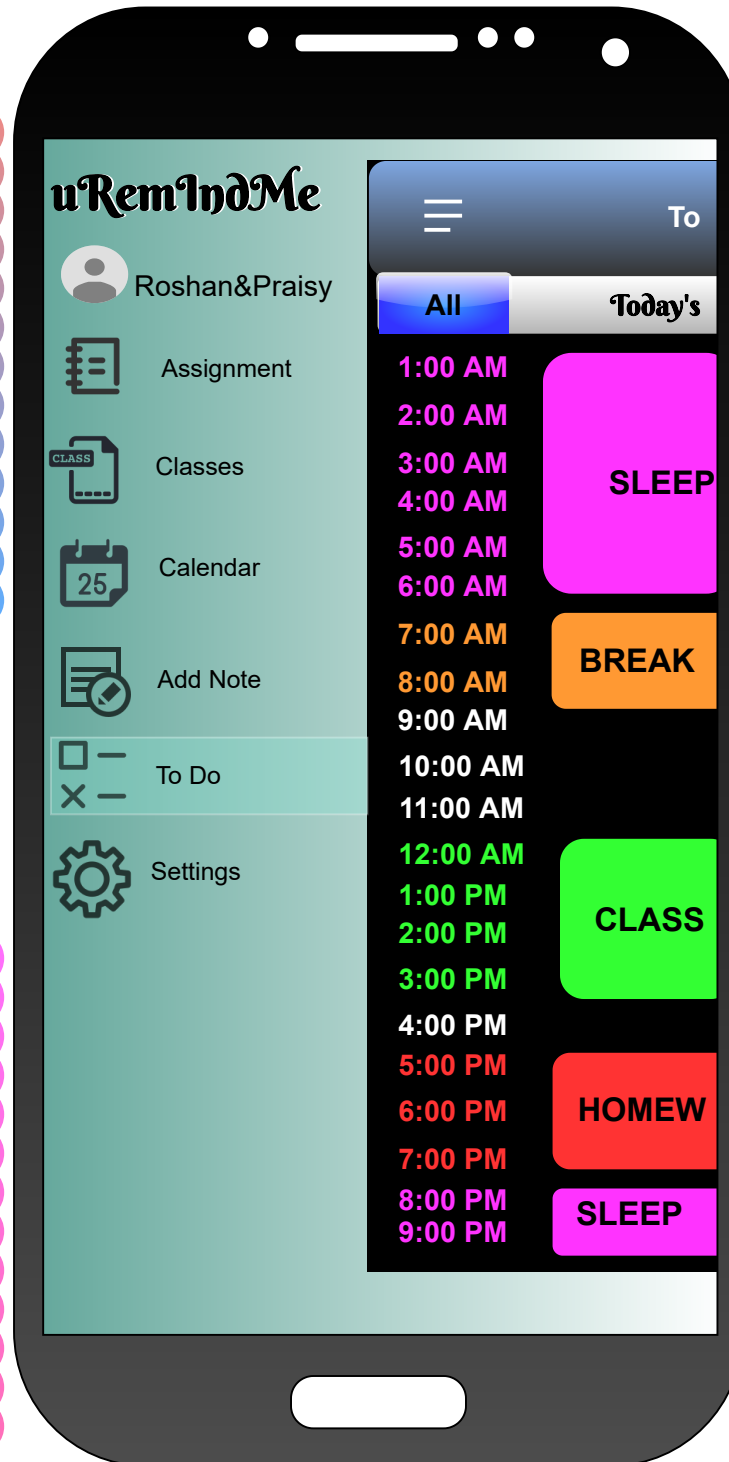 uRemIndMe
Roshan&Praisy
Assignment
CLASS
Classes
25
Calendar
Add Note
To Do
Settings
To
All
Today's
1:00 AM
2:00 AM
3:00 AM
4:00 AM
5:00 AM
6:00 AM
SLEEP
7:00 AM
8:00 AM
BREAK
9:00 AM
10:00 AM
11:00 AM
12:00 AM
1:00 PM
2:00 PM
3:00 PM
CLASS
4:00 PM
5:00 PM
6:00 PM
7:00 PM
HOMEW
8:00 PM
9:00 PM
SLEEP